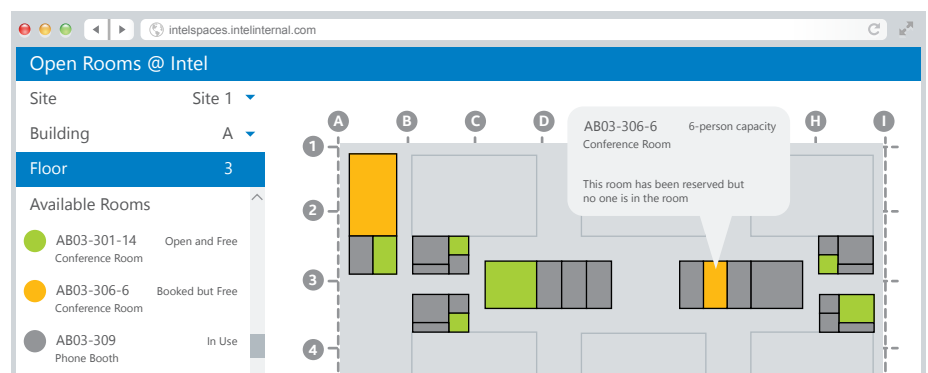 intelspaces.intelinternal.com
Open Rooms @ Intel
Site Site 1
Building A
Floor 3
Available Rooms
AB03-301-14 Open and Free
Conference Room
AB03-306-6 Booked but Free
Conference Room
AB03-309 In Use
Phone Booth
A B C D H I
1
2
3
4
AB03-306-6 6-person capacity
Conference Room
This room has been reserved but
no one is in the room